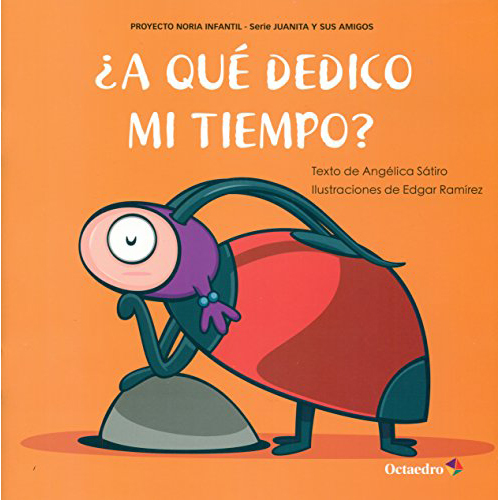 PROYECTO NORIA INFANTIL - Serie JUANITA Y SUS AMIGOS
¿A QUÉ DEDICO
MI TIEMPO?
Texto de Angélica Sátiro
Ilustraciones de Edgar Ramírez
Octaedro